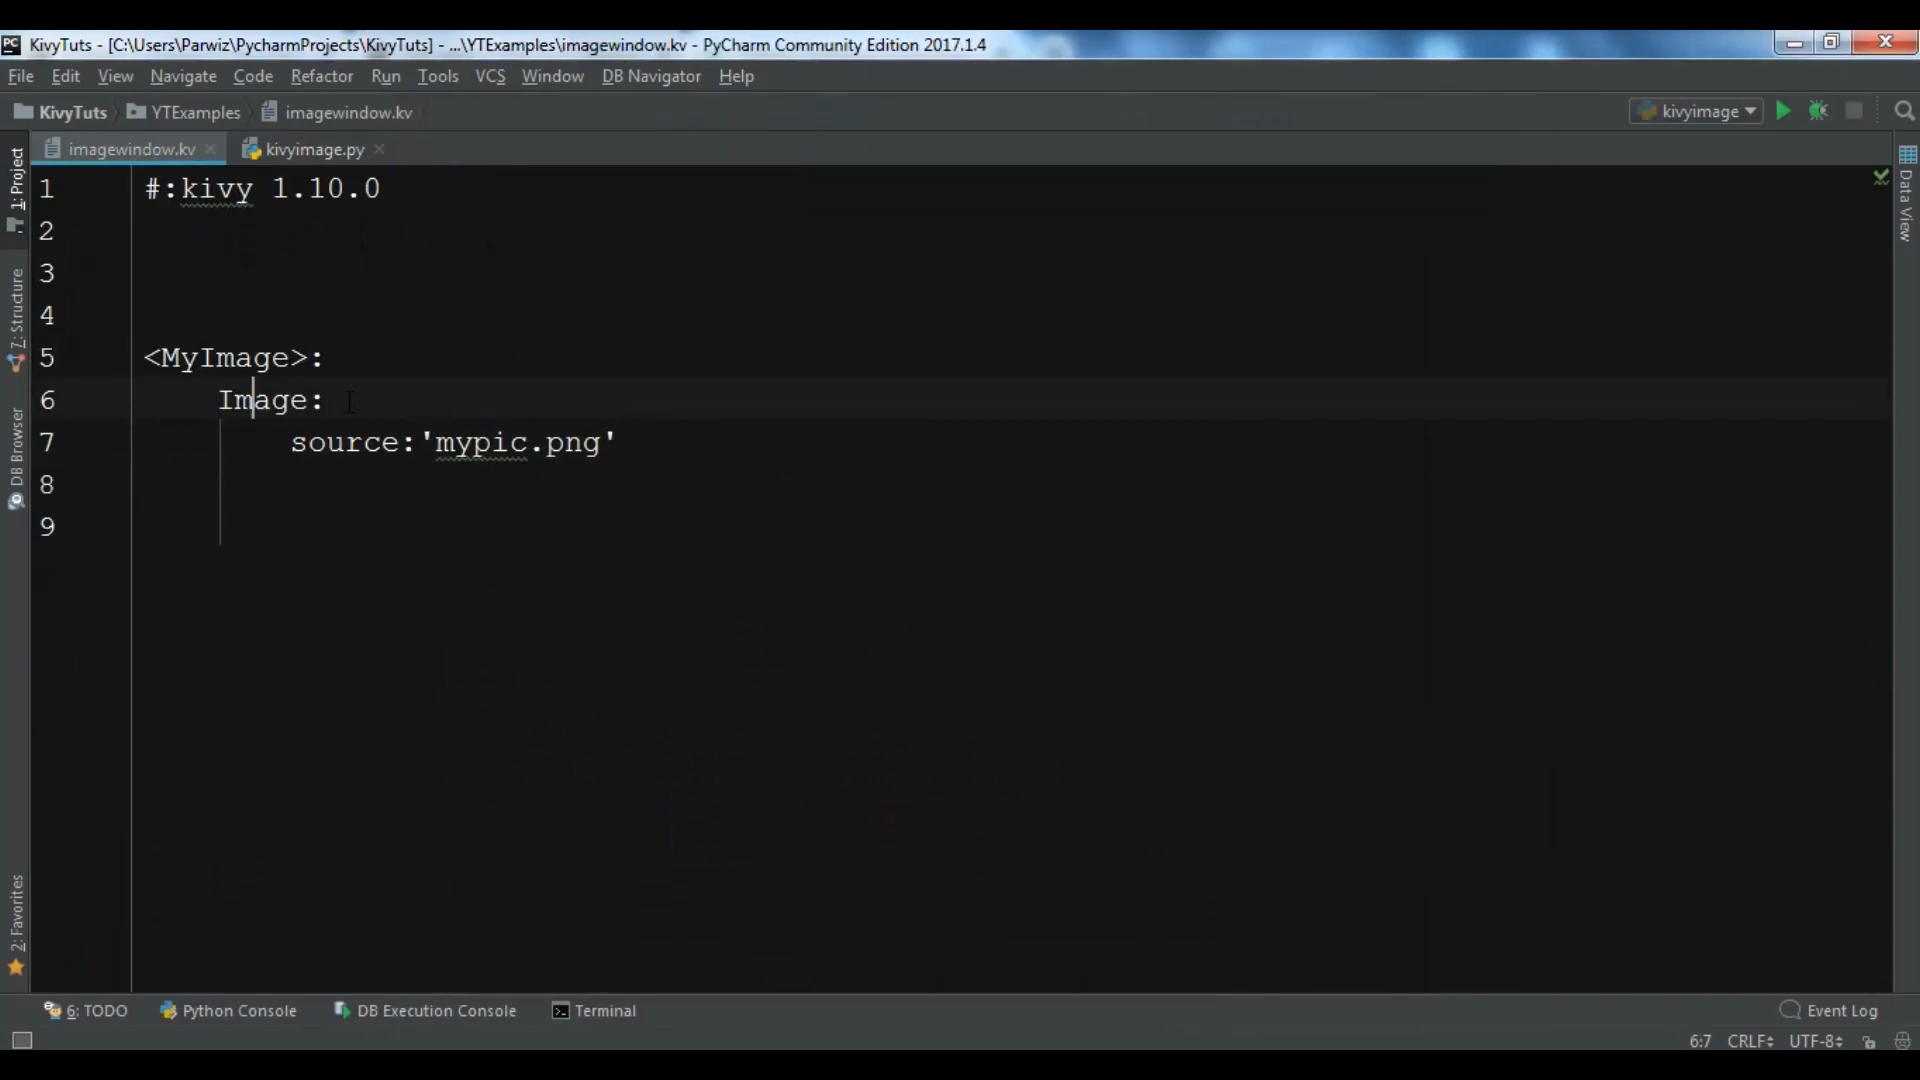 KivyTuts - [C:\Users\Parwiz\PycharmProjects\KivyTuts] - ...\YTExamples\imagewindow.kv - PyCharm Community Edition 2017.1.4
File Edit View Navigate Code Refactor Run Tools VCS Window DB Navigator Help
KivyTuts YTExamples imagewindow.kv kivyimage
imagewindow.kv kivyimage.py
1: Project
7: Structure
DB Browser
2: Favorites
Data View
1 #:kivy 1.10.0
2
3
4
5 <MyImage>:
6 Image:
7 source:'mypic.png'
8
9
6: TODO Python Console DB Execution Console Terminal Event Log
6:7 CRLF UTF-8